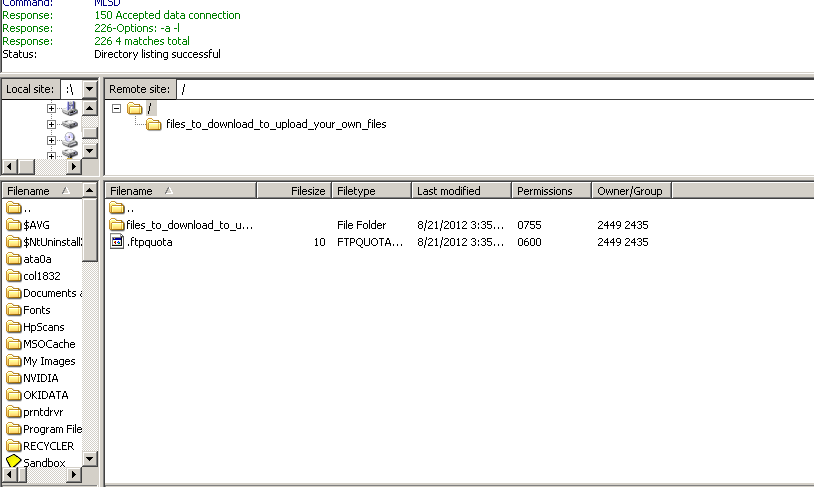 Command: MLSD
Response: 150 Accepted data connection
Response: 226-Options: -a -l
Response: 226 4 matches total
Status: Directory listing successful
Local site: :\
Remote site: /
/
files_to_download_to_upload_your_own_files
Filename
..
$AVG
$NtUninstall
ata0a
col1832
Documents a
Fonts
HpScans
MSOCache
My Images
NVIDIA
OKIDATA
prntdrvr
Program File
RECYCLER
Sandbox
Filename Filesize Filetype Last modified Permissions Owner/Group
..
files_to_download_to_u... File Folder 8/21/2012 3:35... 0755 2449 2435
.ftpquota 10 FTPQUOTA... 8/21/2012 3:35... 0600 2449 2435